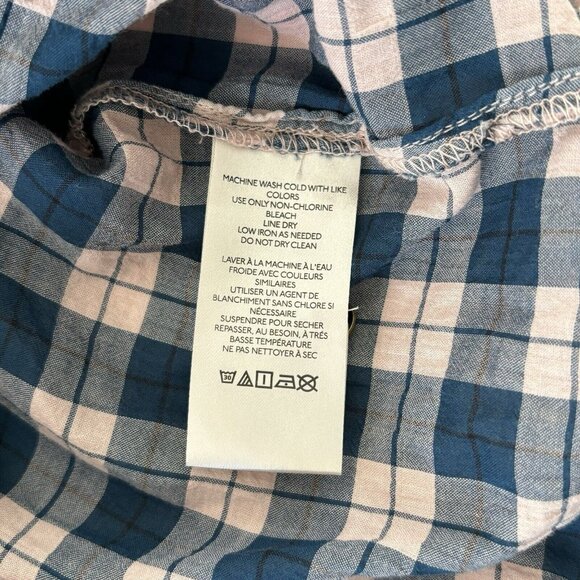 MACHINE WASH COLD WITH LIKE
COLORS
USE ONLY NON-CHLORINE
BLEACH
LINE DRY
LOW IRON AS NEEDED
DO NOT DRY CLEAN
LAVER À LA MACHINE À L'EAU
FROIDE AVEC COULEURS
SIMILAIRES
UTILISER UN AGENT DE
BLANCHIMENT SANS CHLORE SI
NÉCESSAIRE
SUSPENDRE POUR SECHER
REPASSER, AU BESOIN, À TRÉS
BASSE TEMPÉRATURE
NE PAS NETTOYER À SEC
30